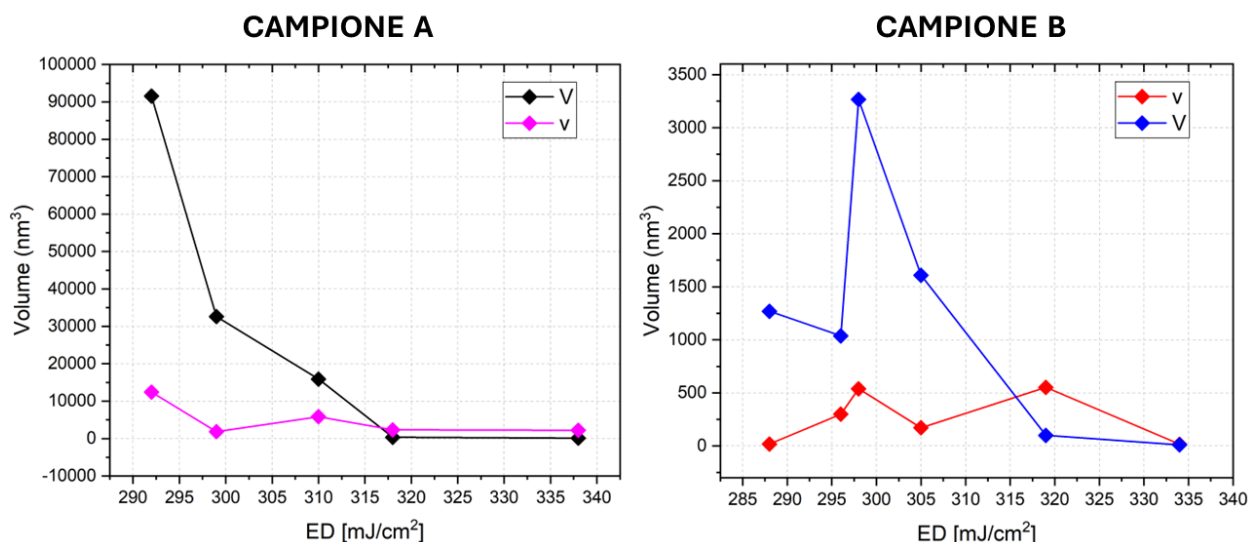 CAMPIONE A
100000
90000
80000
70000
60000
50000
40000
30000
20000
10000
0
-10000
Volume (nm³)
V
v
290 295 300 305 310 315 320 325 330 335 340
ED [mJ/cm²]
CAMPIONE B
3500
3000
2500
2000
1500
1000
500
0
Volume (nm³)
v
V
285 290 295 300 305 310 315 320 325 330 335 340
ED [mJ/cm²]